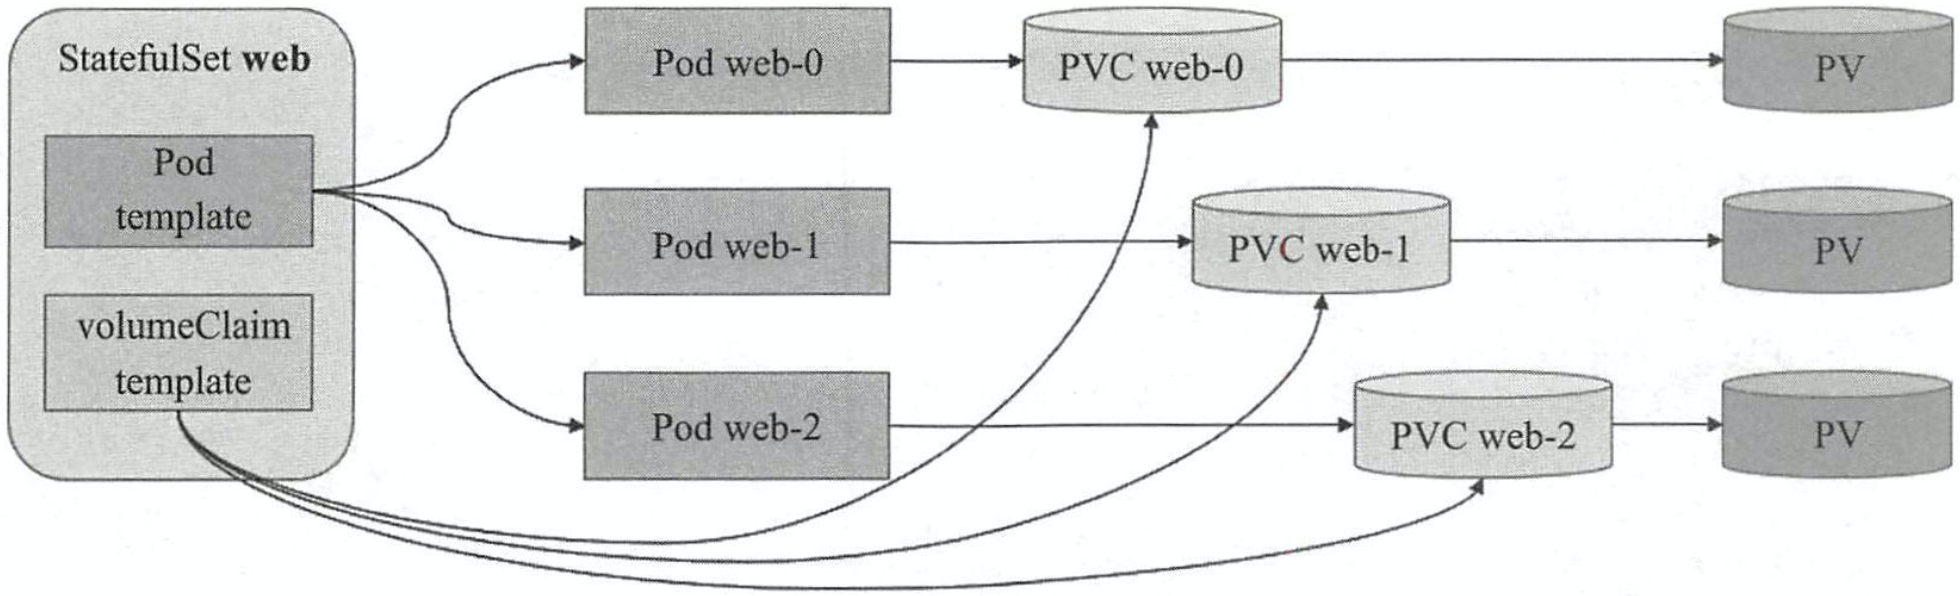 StatefulSet web
Pod
template
volumeClaim
template
Pod web-0
PVC web-0
PV
Pod web-1
PVC web-1
PV
Pod web-2
PVC web-2
PV